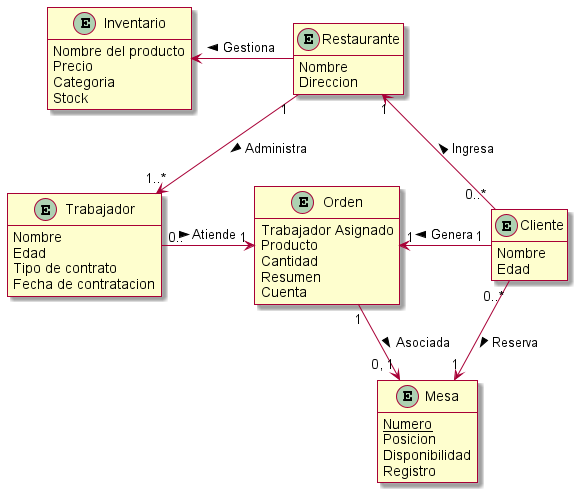 E Inventario
Nombre del producto
Precio
Categoria
Stock
Gestiona
E Restaurante
Nombre
Direccion
1
1
Administra
Ingresa
1..*
0..*
E Trabajador
Nombre
Edad
Tipo de contrato
Fecha de contratacion
0..
Atiende
1
E Orden
Trabajador Asignado
Producto
Cantidad
Resumen
Cuenta
1
Genera
1
E Cliente
Nombre
Edad
0..*
1
Asociada
Reserva
0, 1
1
E Mesa
Numero
Posicion
Disponibilidad
Registro